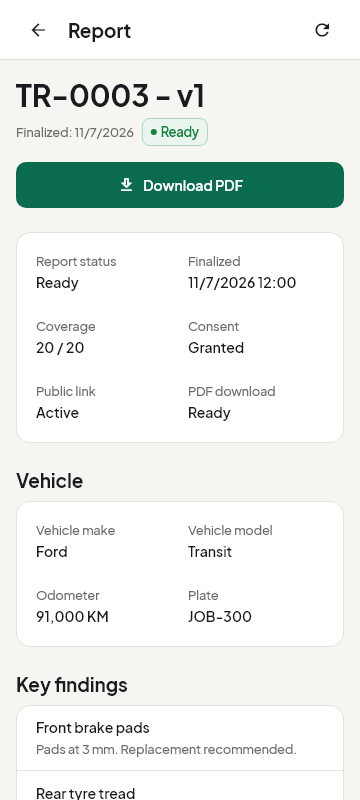 Report
TR-0003 - v1
Finalized: 11/7/2026
Ready
Download PDF
Report status
Finalized
Ready
11/7/2026 12:00
Coverage
Consent
20 / 20
Granted
Public link
PDF download
Active
Ready
Vehicle
Vehicle make
Vehicle model
Ford
Transit
Odometer
Plate
91,000 KM
JOB-300
Key findings
Front brake pads
Pads at 3 mm. Replacement recommended.
Rear tyre tread